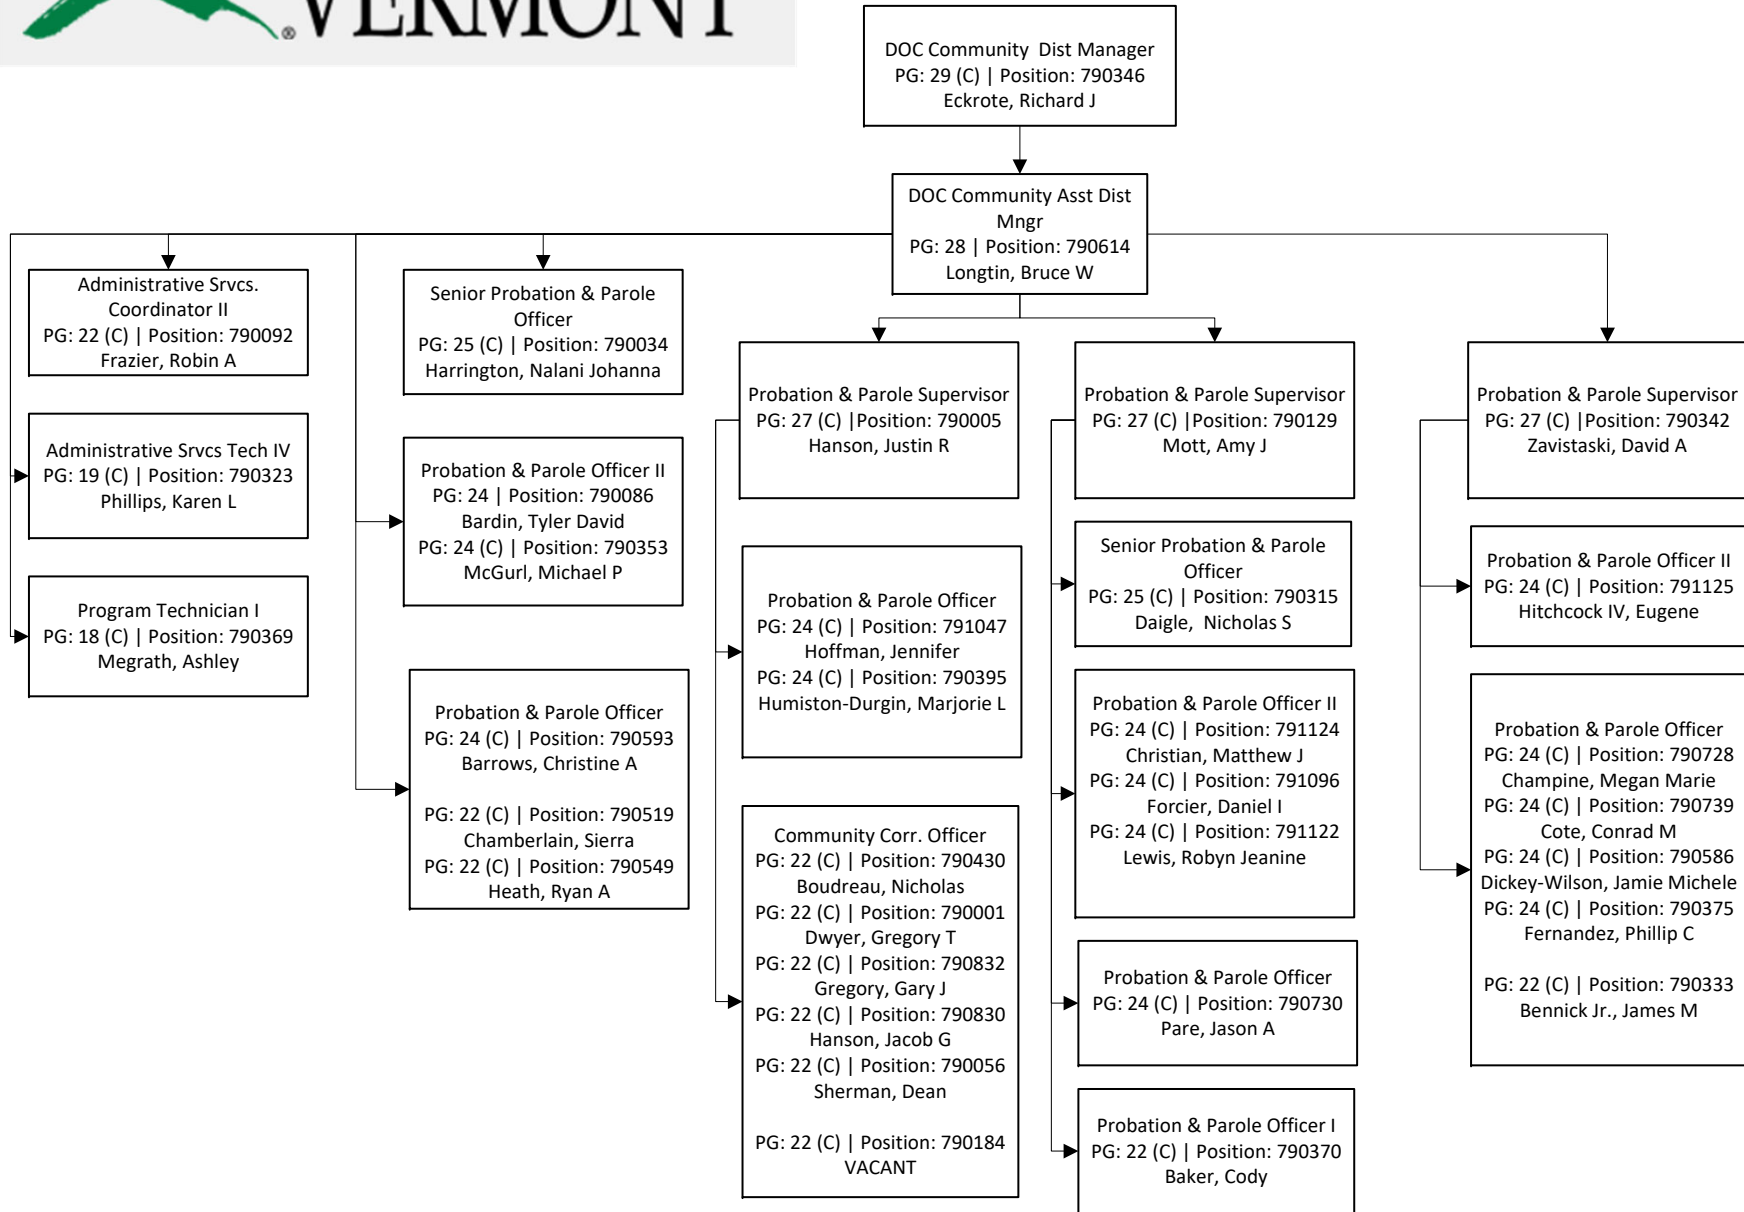 VERMONT
DOC Community Dist Manager
PG: 29 (C) | Position: 790346
Eckrote, Richard J
DOC Community Asst Dist
Mngr
PG: 28 | Position: 790614
Longtin, Bruce W
Administrative Srvcs.
Coordinator II
PG: 22 (C) | Position: 790092
Frazier, Robin A
Administrative Srvcs Tech IV
PG: 19 (C) | Position: 790323
Phillips, Karen L
Program Technician I
PG: 18 (C) | Position: 790369
Megrath, Ashley
Senior Probation & Parole
Officer
PG: 25 (C) | Position: 790034
Harrington, Nalani Johanna
Probation & Parole Officer II
PG: 24 | Position: 790086
Bardin, Tyler David
PG: 24 (C) | Position: 790353
McGurl, Michael P
Probation & Parole Officer
PG: 24 (C) | Position: 790593
Barrows, Christine A
PG: 22 (C) | Position: 790519
Chamberlain, Sierra
PG: 22 (C) | Position: 790549
Heath, Ryan A
Probation & Parole Supervisor
PG: 27 (C) |Position: 790005
Hanson, Justin R
Probation & Parole Officer
PG: 24 (C) | Position: 791047
Hoffman, Jennifer
PG: 24 (C) | Position: 790395
Humiston-Durgin, Marjorie L
Community Corr. Officer
PG: 22 (C) | Position: 790430
Boudreau, Nicholas
PG: 22 (C) | Position: 790001
Dwyer, Gregory T
PG: 22 (C) | Position: 790832
Gregory, Gary J
PG: 22 (C) | Position: 790830
Hanson, Jacob G
PG: 22 (C) | Position: 790056
Sherman, Dean
PG: 22 (C) | Position: 790184
VACANT
Probation & Parole Supervisor
PG: 27 (C) |Position: 790129
Mott, Amy J
Senior Probation & Parole
Officer
PG: 25 (C) | Position: 790315
Daigle, Nicholas S
Probation & Parole Officer II
PG: 24 (C) | Position: 791124
Christian, Matthew J
PG: 24 (C) | Position: 791096
Forcier, Daniel I
PG: 24 (C) | Position: 791122
Lewis, Robyn Jeanine
Probation & Parole Officer
PG: 24 (C) | Position: 790730
Pare, Jason A
Probation & Parole Officer I
PG: 22 (C) | Position: 790370
Baker, Cody
Probation & Parole Supervisor
PG: 27 (C) |Position: 790342
Zavistaski, David A
Probation & Parole Officer II
PG: 24 (C) | Position: 791125
Hitchcock IV, Eugene
Probation & Parole Officer
PG: 24 (C) | Position: 790728
Champine, Megan Marie
PG: 24 (C) | Position: 790739
Cote, Conrad M
PG: 24 (C) | Position: 790586
Dickey-Wilson, Jamie Michele
PG: 24 (C) | Position: 790375
Fernandez, Phillip C
PG: 22 (C) | Position: 790333
Bennick Jr., James M